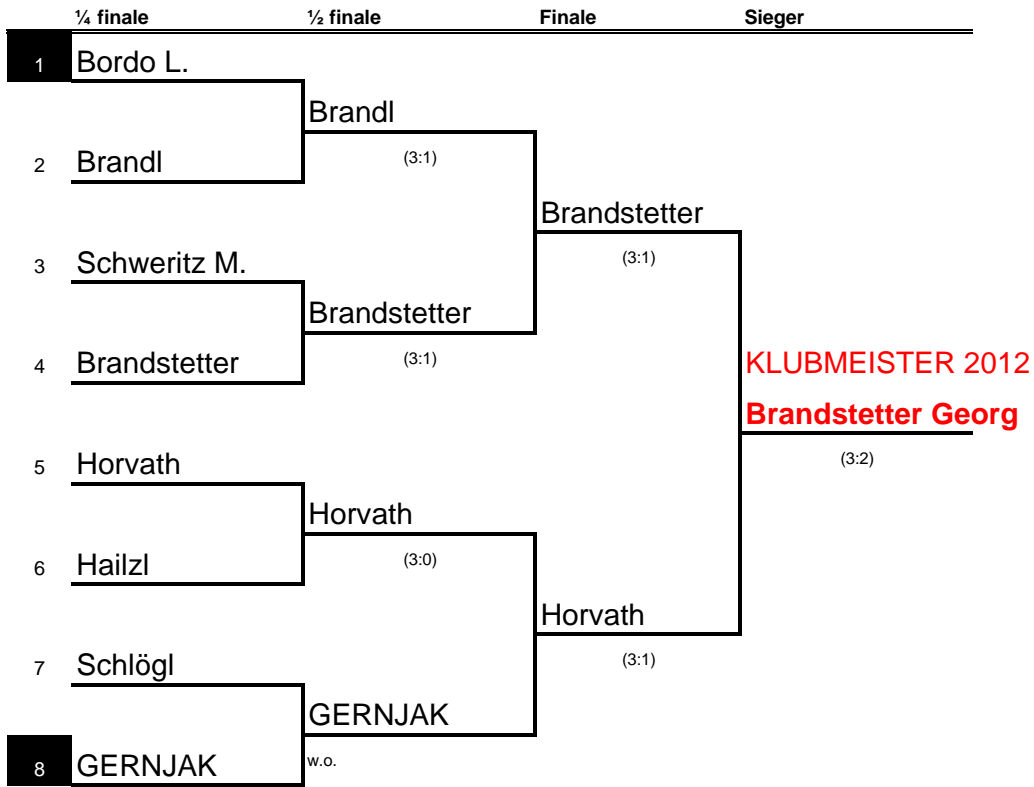 ¼ finale ½ finale Finale Sieger
1 Bordo L.
Brandl
2 Brandl (3:1)
Brandstetter
3 Schweritz M. (3:1)
Brandstetter
4 Brandstetter (3:1) KLUBMEISTER 2012
Brandstetter Georg
5 Horvath (3:2)
Horvath
6 Hailzl (3:0)
Horvath
7 Schlögl (3:1)
GERNJAK
8 GERNJAK w.o.